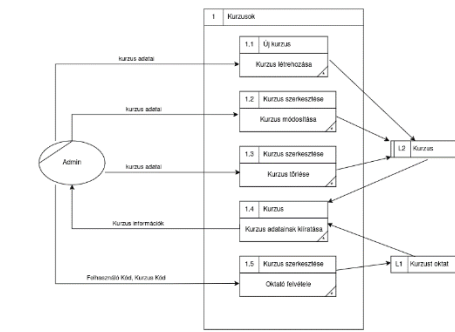 1 Kurzusok
1.1 Új kurzus
Kurzus létrehozása
kurzus adatai
1.2 Kurzus szerkesztése
Kurzus módosítása
kurzus adatai
1.3 Kurzus szerkesztése
Kurzus törlése
kurzus adatai
L2 Kurzus
Admin
1.4 Kurzus
Kurzus adatainak kiíratása
Kurzus információk
1.5 Kurzus szerkesztése
Oktató felvétele
Felhasználó Kód, Kurzus Kód
L1 Kurzust oktat